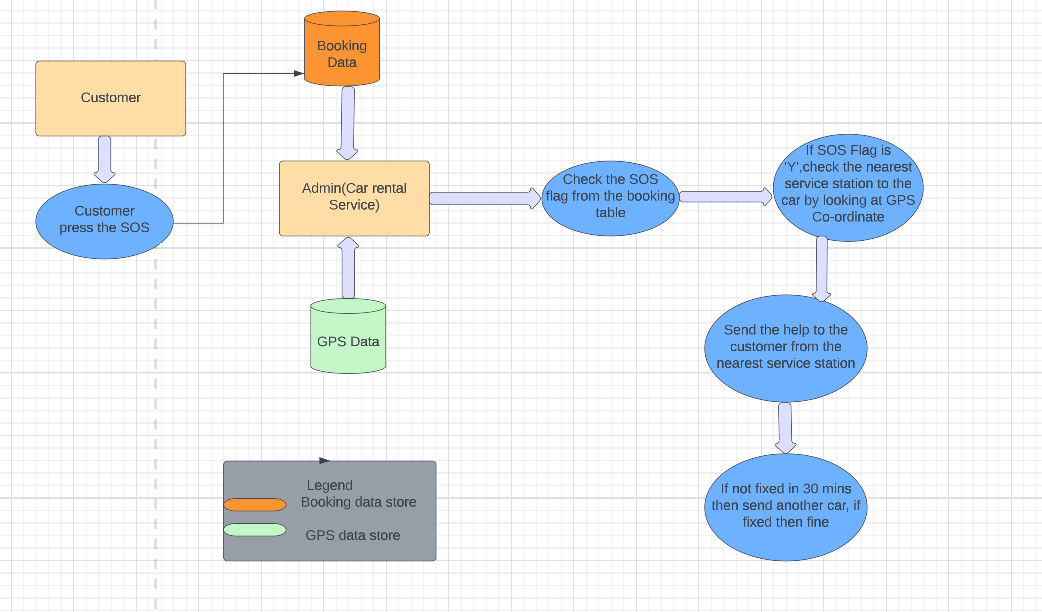 Booking
Data
Customer
Customer
press the SOS
Admin(Car rental
Service)
Check the SOS
flag from the booking
table
If SOS Flag is
'Y',check the nearest
service station to the
car by looking at GPS
Co-ordinate
GPS Data
Send the help to the
customer from the
nearest service station
If not fixed in 30 mins
then send another car, if
fixed then fine
Legend
Booking data store
GPS data store